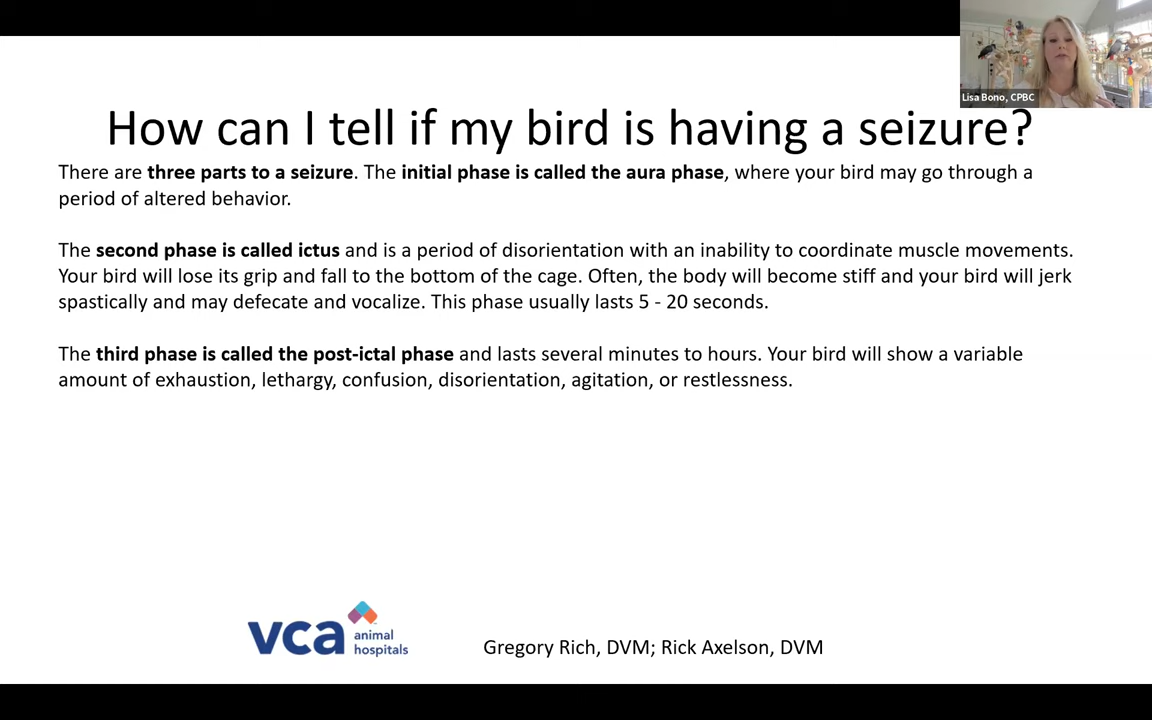 Lisa Bono, CPBC
How can I tell if my bird is having a seizure?
There are three parts to a seizure. The initial phase is called the aura phase, where your bird may go through a
period of altered behavior.
The second phase is called ictus and is a period of disorientation with an inability to coordinate muscle movements.
Your bird will lose its grip and fall to the bottom of the cage. Often, the body will become stiff and your bird will jerk
spastically and may defecate and vocalize. This phase usually lasts 5 - 20 seconds.
The third phase is called the post-ictal phase and lasts several minutes to hours. Your bird will show a variable
amount of exhaustion, lethargy, confusion, disorientation, agitation, or restlessness.
vca animal
hospitals
Gregory Rich, DVM; Rick Axelson, DVM